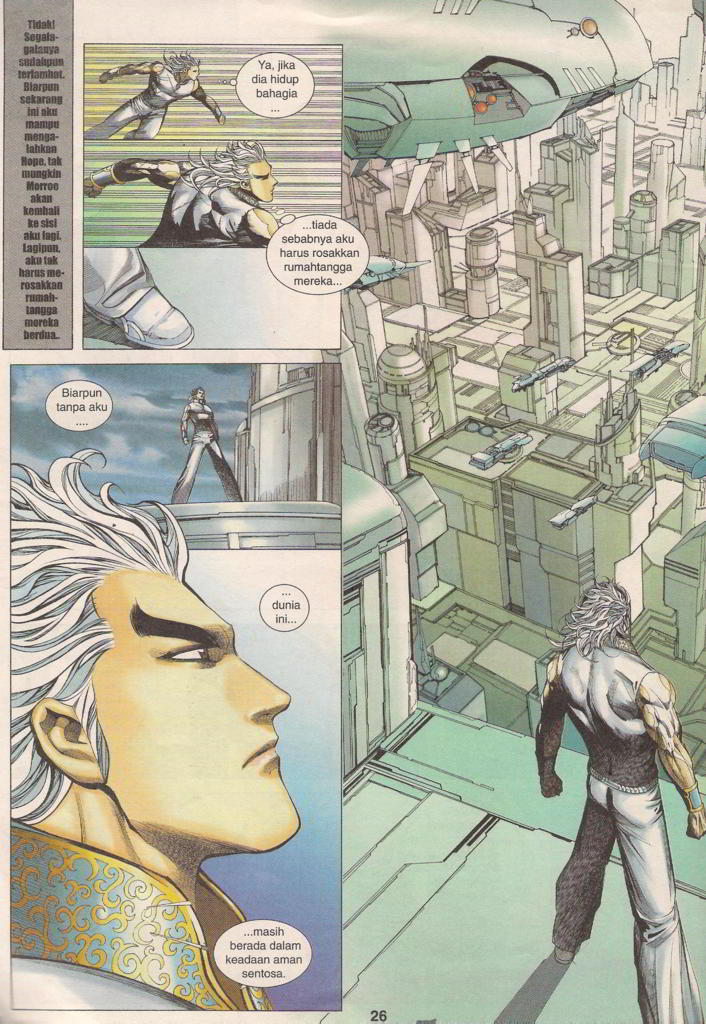 Tidak!
Segala-
galanya
sudahpun
terlambat.
Biarpun
sekarang
ini aku
mampu
menga-
lahkan
Hope, tak
mungkin
Morroe
akan
kembali
ke sisi
aku lagi.
Lagipun,
aku tak
harus me-
rosakkan
rumah-
tangga
mereka
berdua..
Ya, jika
dia hidup
bahagia
...
...tiada
sebabnya aku
harus rosakkan
rumahtangga
mereka...
Biarpun
tanpa aku
....
...
dunia
ini...
...masih
berada dalam
keadaan aman
sentosa.
26